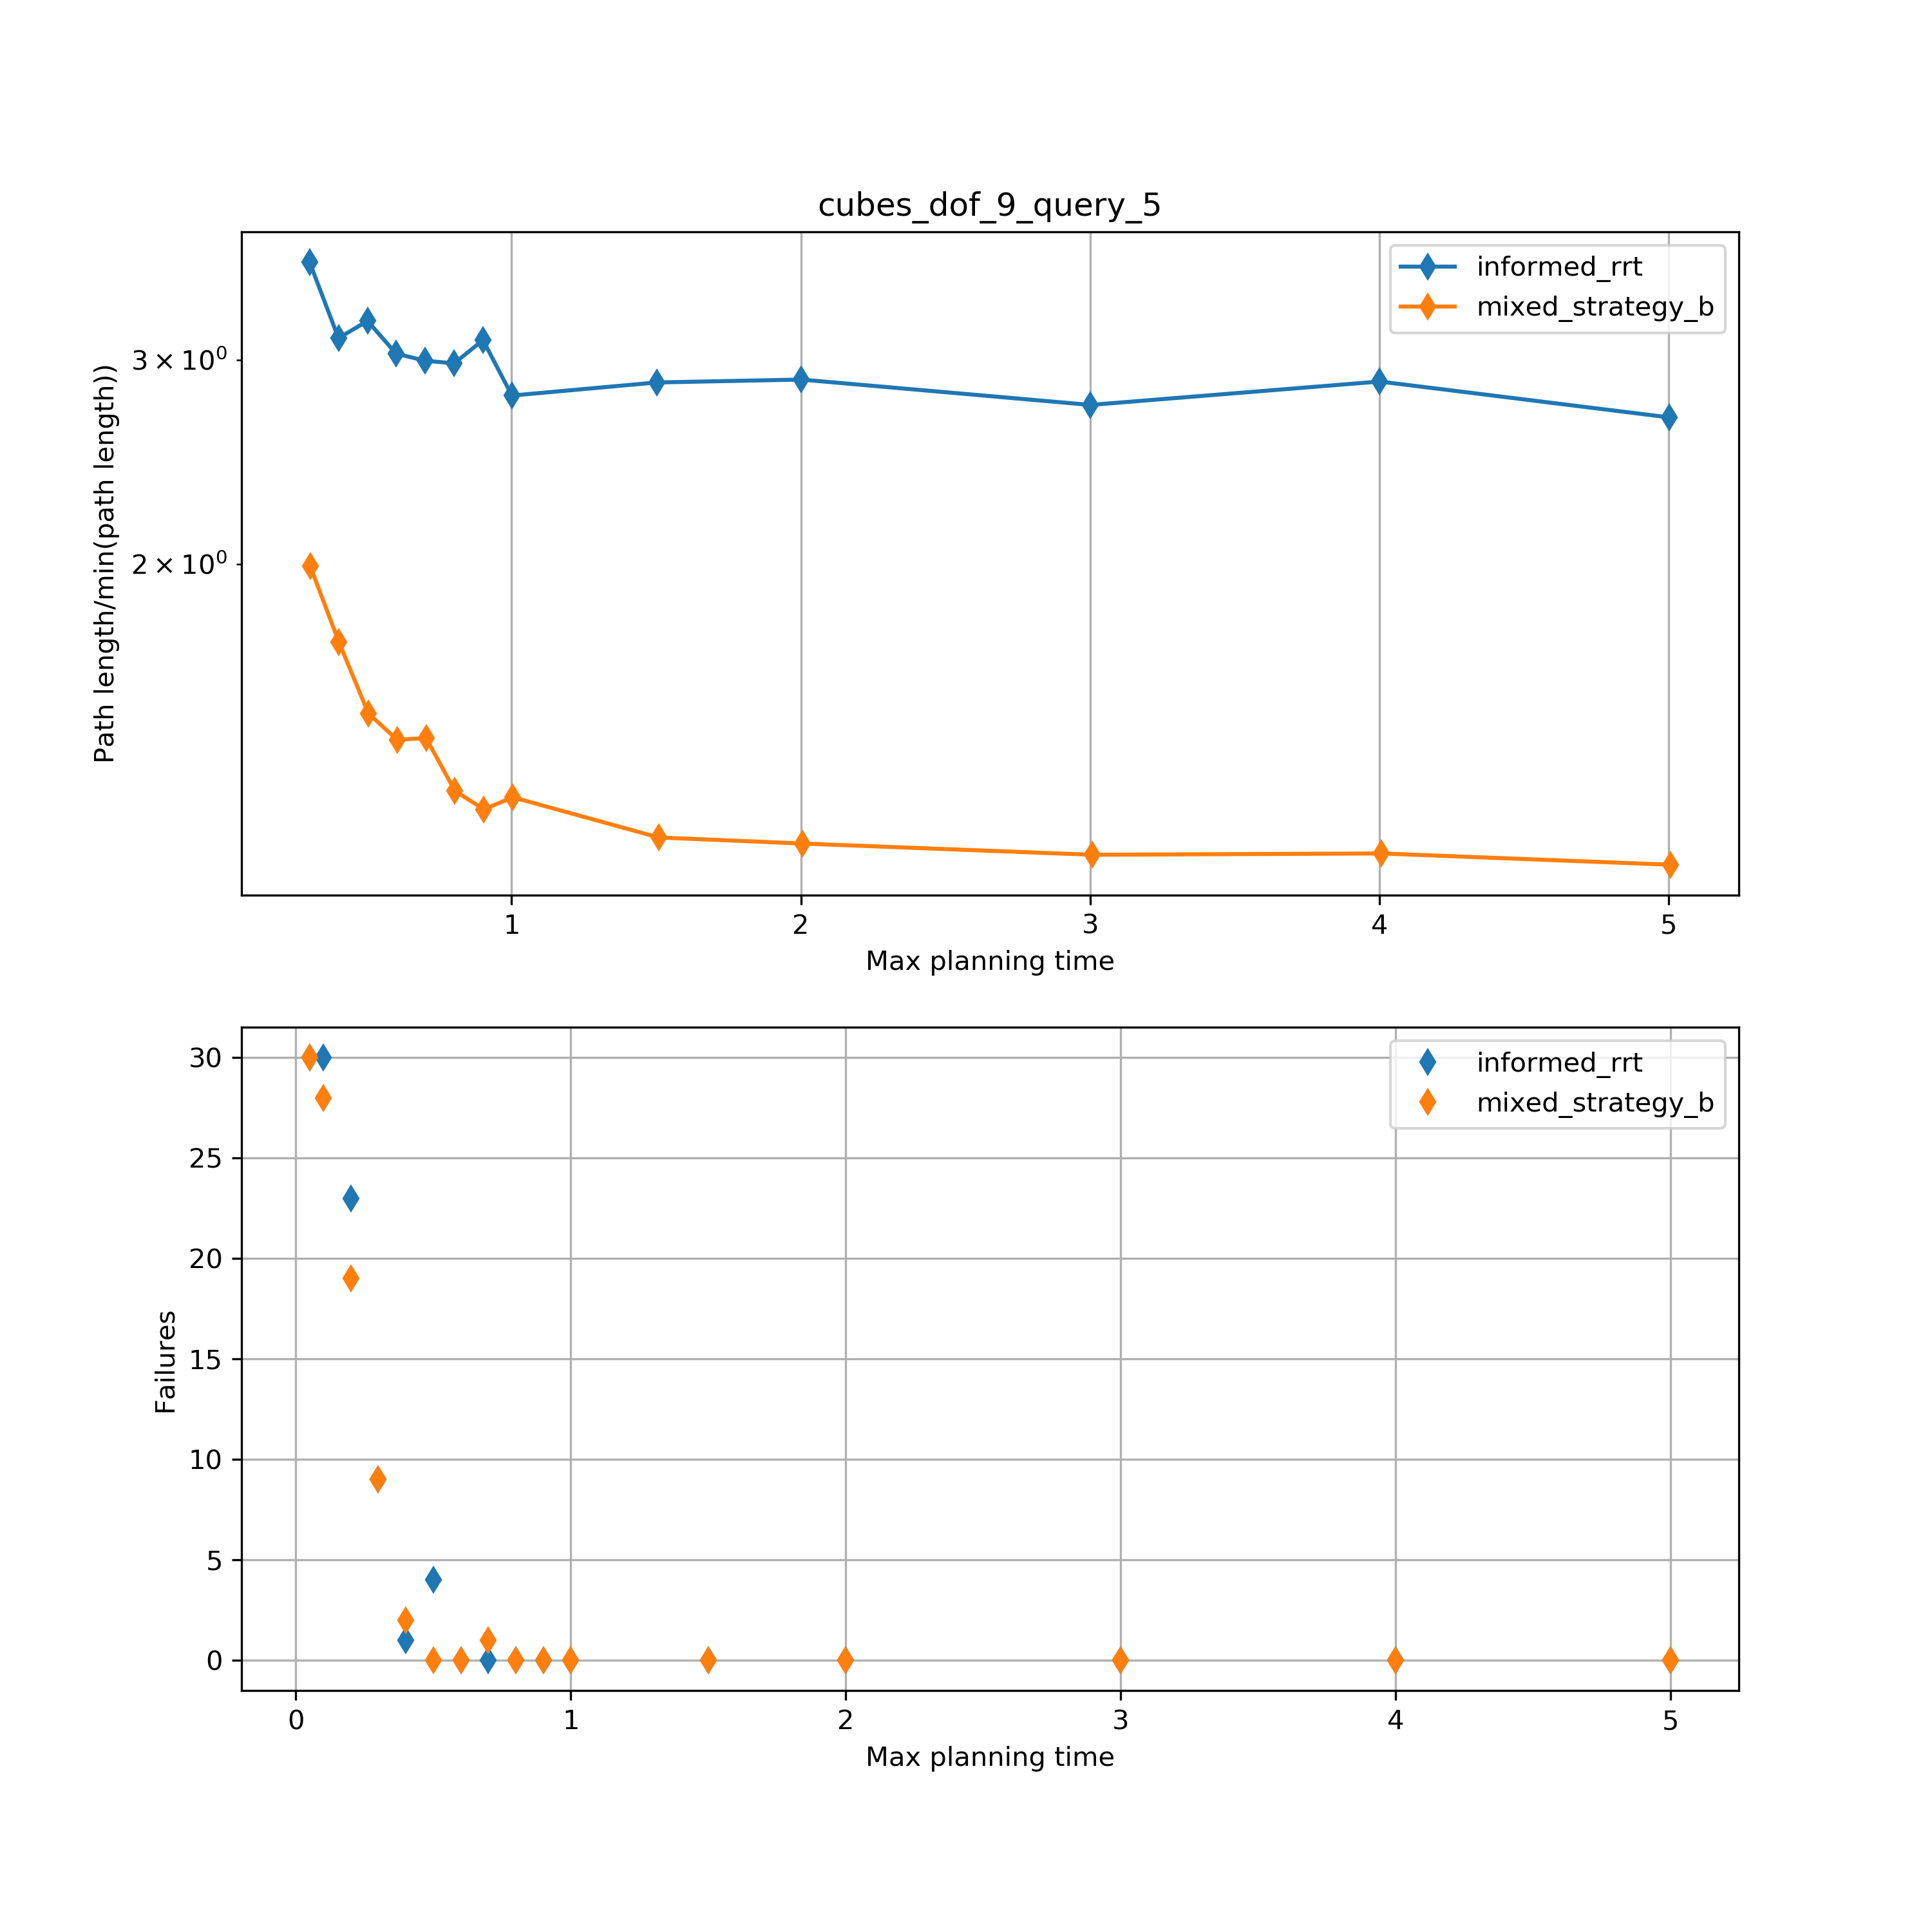 cubes_dof_9_query_5
informed_rrt
mixed_strategy_b
3 × 10⁰
2 × 10⁰
Path length/min(path length))
1 2 3 4 5
Max planning time
informed_rrt
mixed_strategy_b
30
25
20
15
10
5
0
Failures
0 1 2 3 4 5
Max planning time